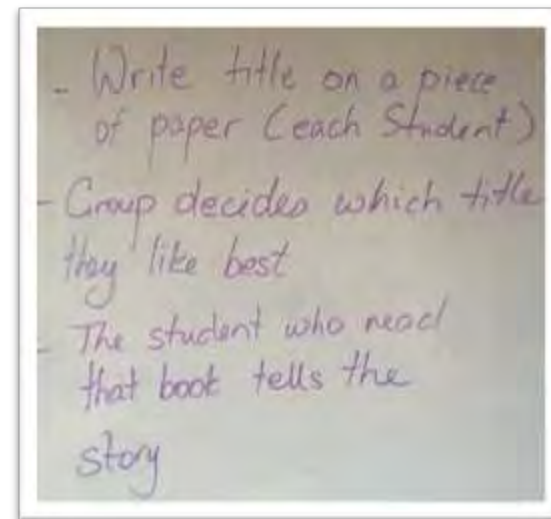 - Write title on a piece
of paper (each Student)
- Group decides which title
they like best
- The student who read
that book tells the
story